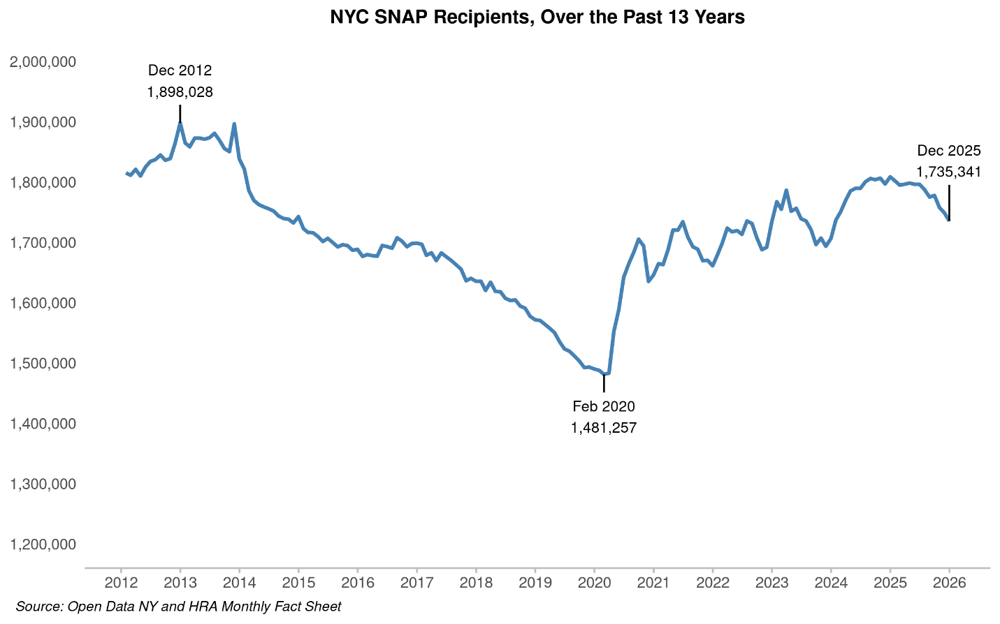 NYC SNAP Recipients, Over the Past 13 Years
2,000,000
Dec 2012
1,898,028
1,900,000
Dec 2025
1,735,341
1,800,000
1,700,000
1,600,000
1,500,000
Feb 2020
1,481,257
1,400,000
1,300,000
1,200,000
2012 2013 2014 2015 2016 2017 2018 2019 2020 2021 2022 2023 2024 2025 2026
Source: Open Data NY and HRA Monthly Fact Sheet